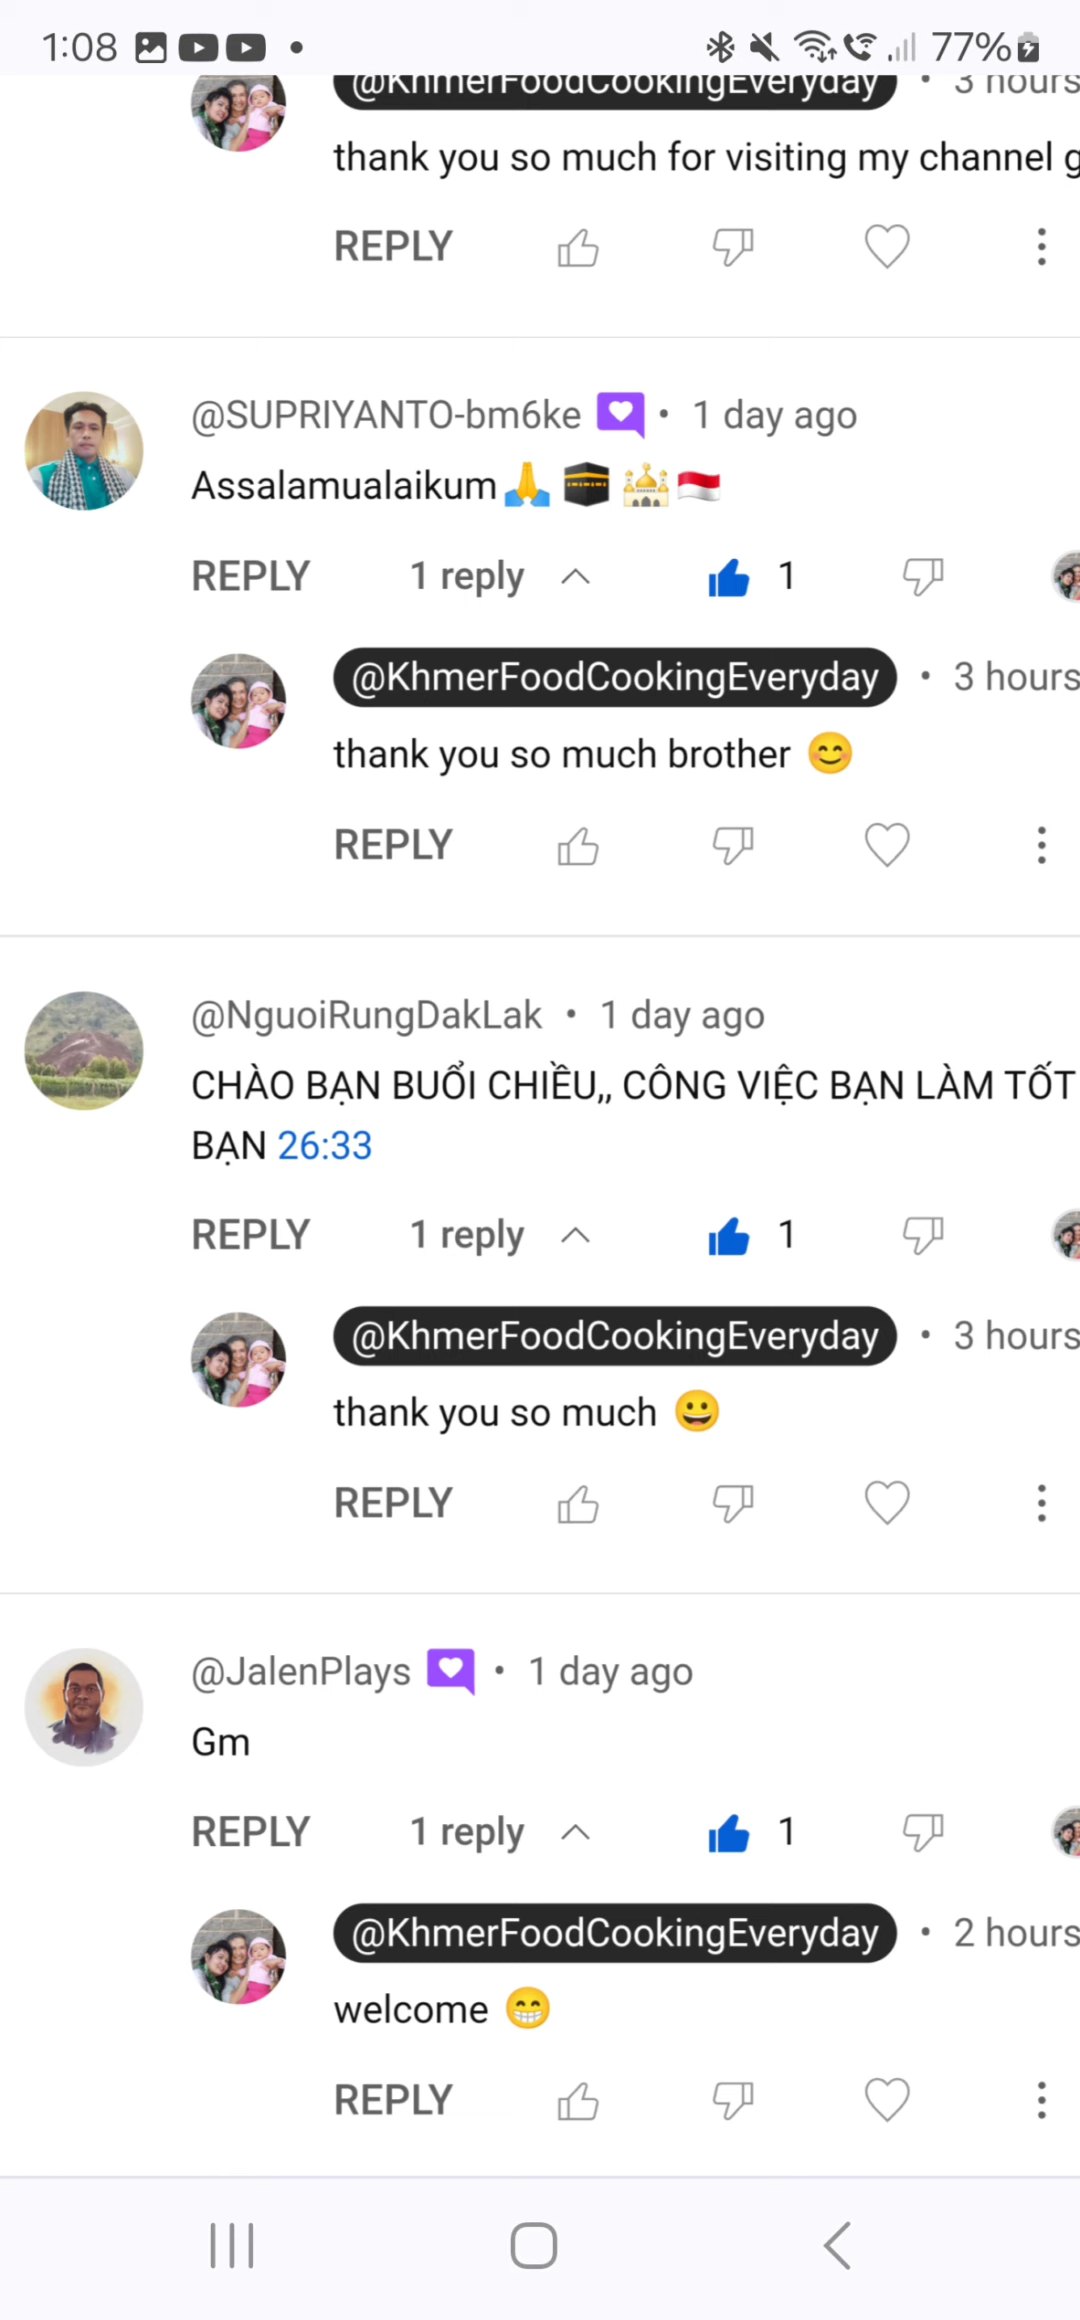 1:08
77%
@KhmerFoodCookingEveryday • 3 hours
thank you so much for visiting my channel g
REPLY
@SUPRIYANTO-bm6ke • 1 day ago
Assalamualaikum🙏🕋🕌🇮🇩
REPLY 1 reply 1
@KhmerFoodCookingEveryday • 3 hours
thank you so much brother 😊
REPLY
@NguoiRungDakLak • 1 day ago
CHÀO BẠN BUỔI CHIỀU,, CÔNG VIỆC BẠN LÀM TỐT
BẠN 26:33
REPLY 1 reply 1
@KhmerFoodCookingEveryday • 3 hours
thank you so much 😀
REPLY
@JalenPlays • 1 day ago
Gm
REPLY 1 reply 1
@KhmerFoodCookingEveryday • 2 hours
welcome 😁
REPLY